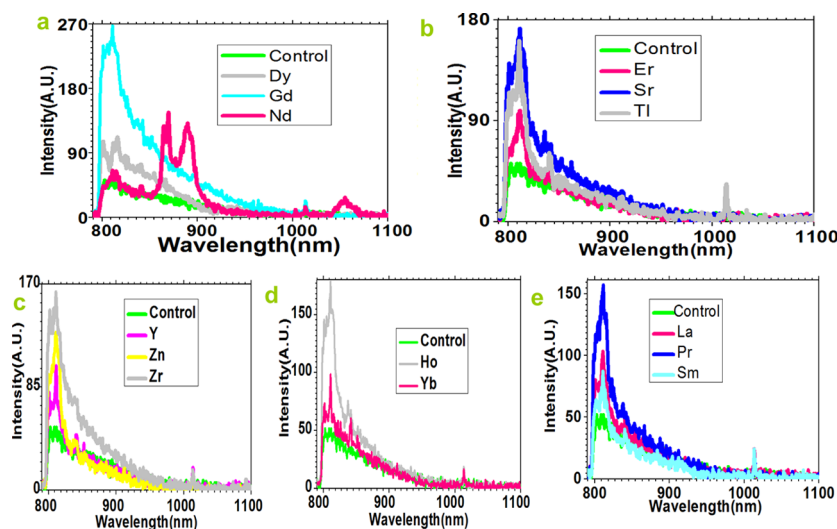 a
270
180
90
0
Intensity(A.U.)
Control
Dy
Gd
Nd
800
900
1000
1100
Wavelength(nm)
b
180
90
0
Intensity(A.U.)
Control
Er
Sr
Tl
800
900
1000
1100
Wavelength(nm)
c
170
85
0
Intensity(A.U.)
Control
Y
Zn
Zr
800
900
1000
1100
Wavelength(nm)
d
150
100
50
0
Intensity(A.U.)
Control
Ho
Yb
800
900
1000
1100
Wavelength(nm)
e
150
100
50
0
Intensity(A.U.)
Control
La
Pr
Sm
800
900
1000
1100
Wavelength(nm)